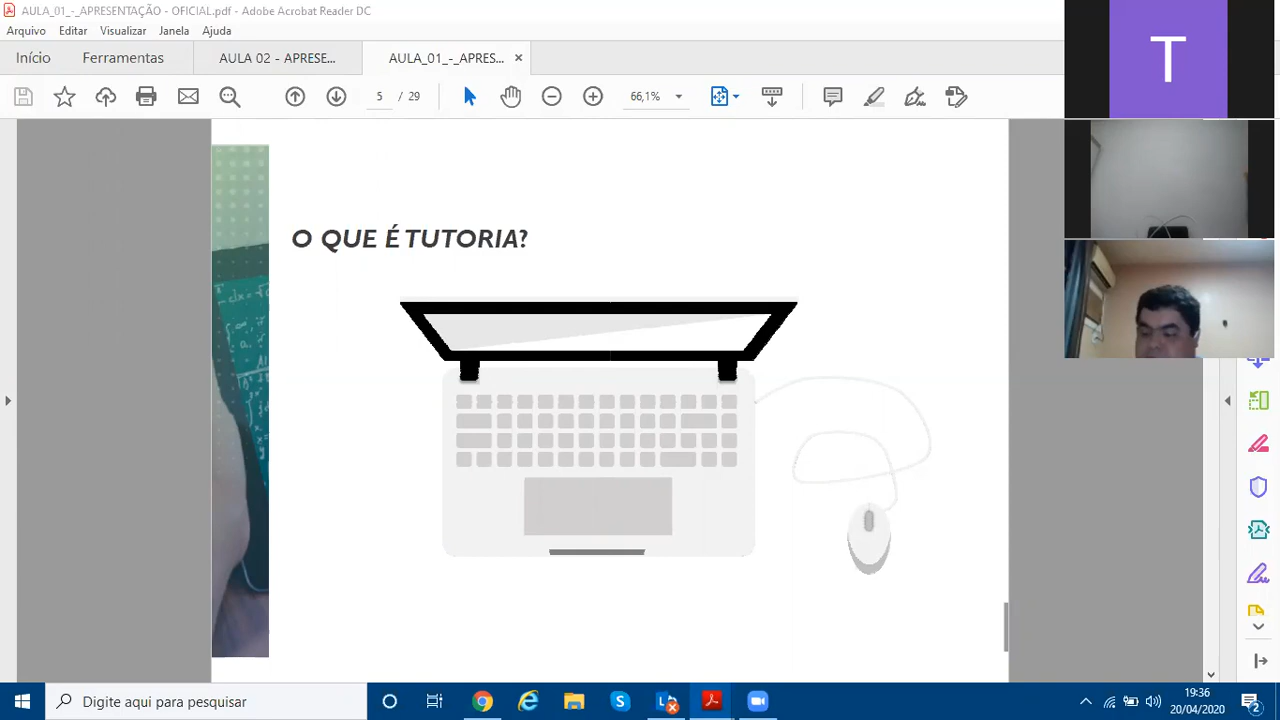 AULA_01_-_APRESENTAÇÃO - OFICIAL.pdf - Adobe Acrobat Reader DC
Arquivo Editar Visualizar Janela Ajuda
Início Ferramentas AULA 02 - APRESE... AULA_01_-_APRES... ×
5 / 29 66,1%
T
O QUE É TUTORIA?
Digite aqui para pesquisar
19:36
20/04/2020
2